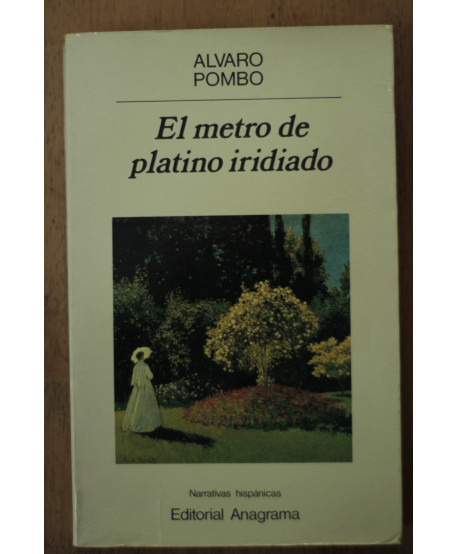 ALVARO
POMBO
El metro de
platino iridiado
Narrativas hispánicas
Editorial Anagrama